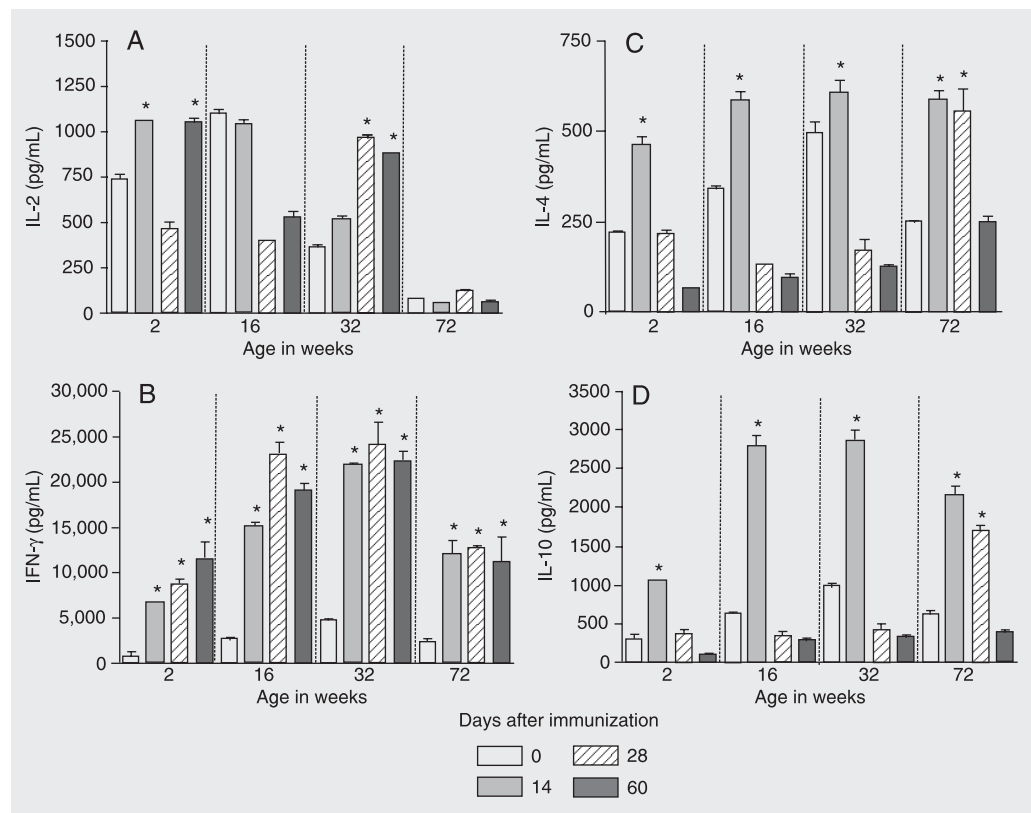 A
IL-2 (pg/mL)
1500
1250
1000
750
500
250
0
* * * *
2 16 32 72
Age in weeks
C
IL-4 (pg/mL)
750
500
250
0
* * * * *
2 16 32 72
Age in weeks
B
IFN-γ (pg/mL)
30,000
25,000
20,000
15,000
10,000
5,000
0
* * * * * * * * * * * *
2 16 32 72
Age in weeks
D
IL-10 (pg/mL)
3500
3000
2500
2000
1500
1000
500
0
* * * * *
2 16 32 72
Age in weeks
Days after immunization
0 28
14 60